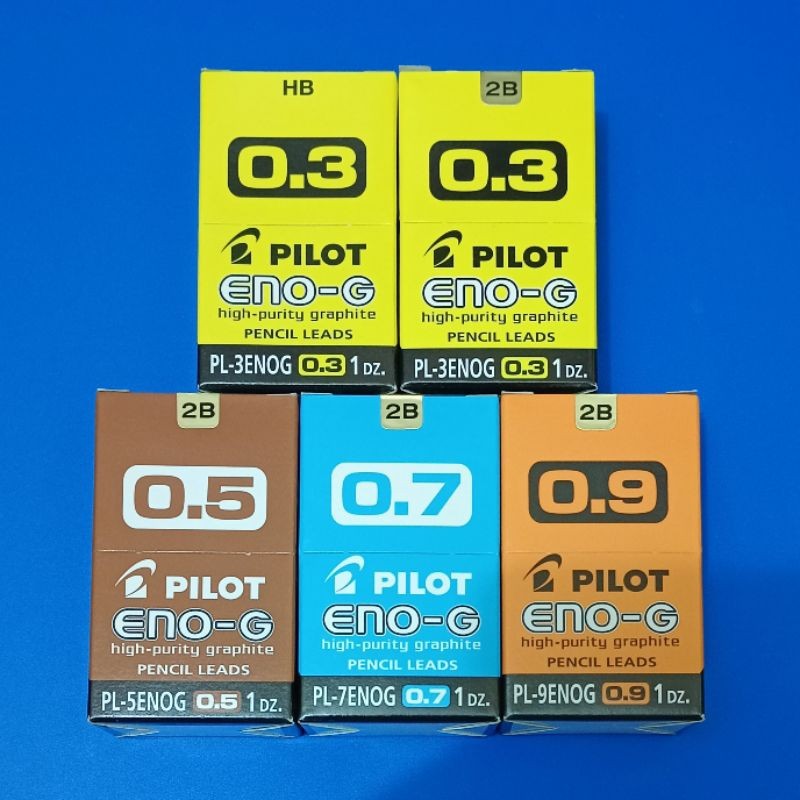 HB
0.3
PILOT
ENO-G
high-purity graphite
PENCIL LEADS
PL-3ENOG 0.3 1 DZ.
2B
0.3
PILOT
ENO-G
high-purity graphite
PENCIL LEADS
PL-3ENOG 0.3 1 DZ.
2B
0.5
PILOT
ENO-G
high-purity graphite
PENCIL LEADS
PL-5ENOG 0.5 1 DZ.
2B
0.7
PILOT
ENO-G
high-purity graphite
PENCIL LEADS
PL-7ENOG 0.7 1 DZ.
2B
0.9
PILOT
ENO-G
high-purity graphite
PENCIL LEADS
PL-9ENOG 0.9 1 DZ.